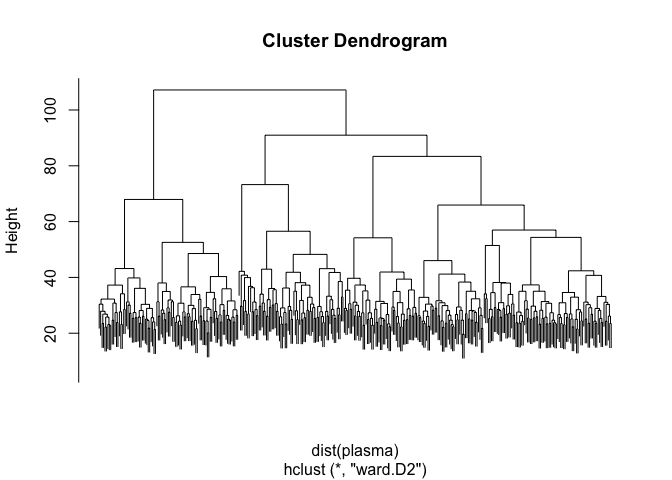 Cluster Dendrogram
Height
100
80
60
40
20
dist(plasma)
hclust (*, "ward.D2")